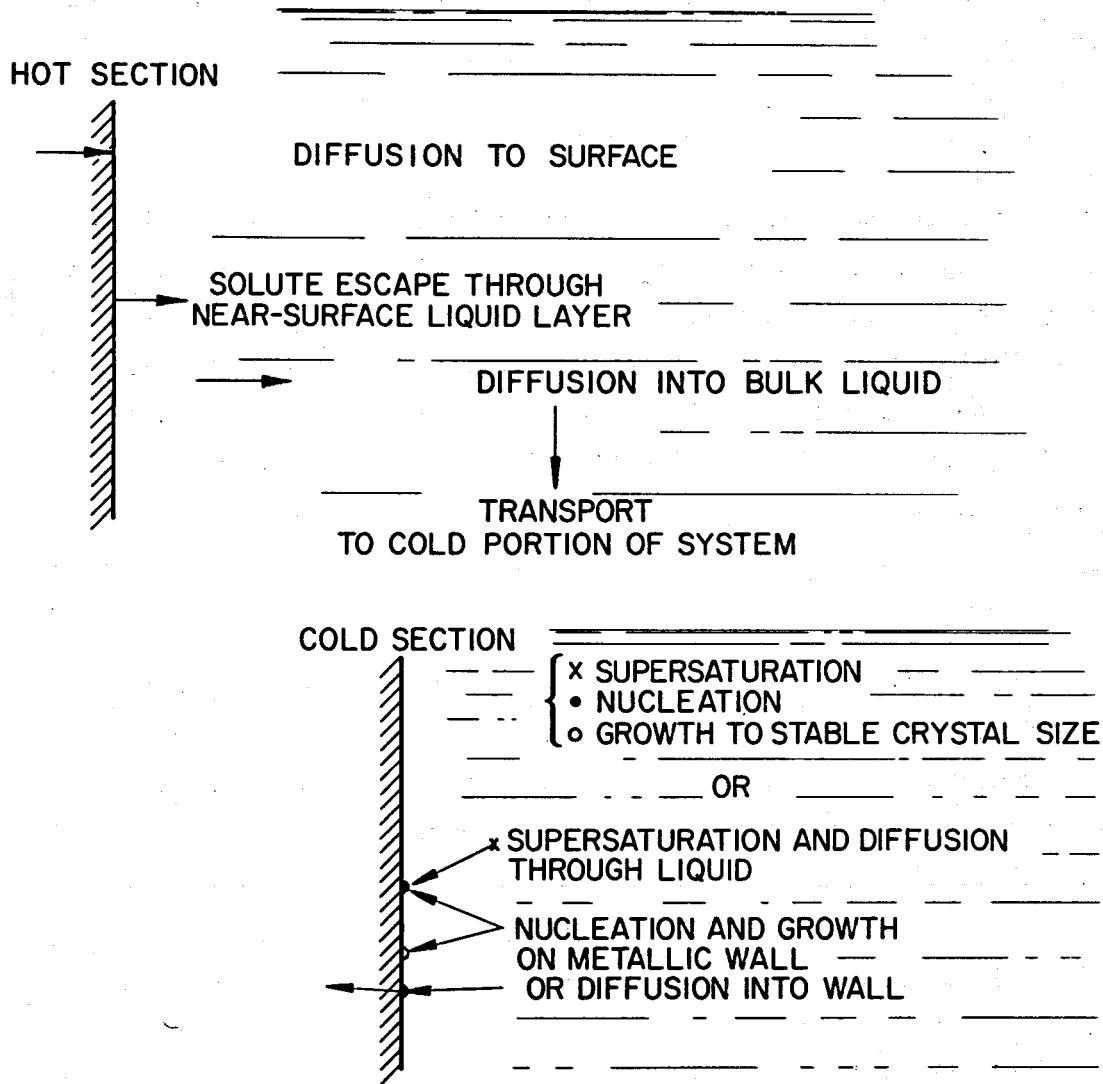 HOT SECTION
DIFFUSION TO SURFACE
SOLUTE ESCAPE THROUGH
NEAR-SURFACE LIQUID LAYER
DIFFUSION INTO BULK LIQUID
TRANSPORT
TO COLD PORTION OF SYSTEM
COLD SECTION
x SUPERSATURATION
• NUCLEATION
o GROWTH TO STABLE CRYSTAL SIZE
OR
x SUPERSATURATION AND DIFFUSION
THROUGH LIQUID
NUCLEATION AND GROWTH
ON METALLIC WALL
OR DIFFUSION INTO WALL